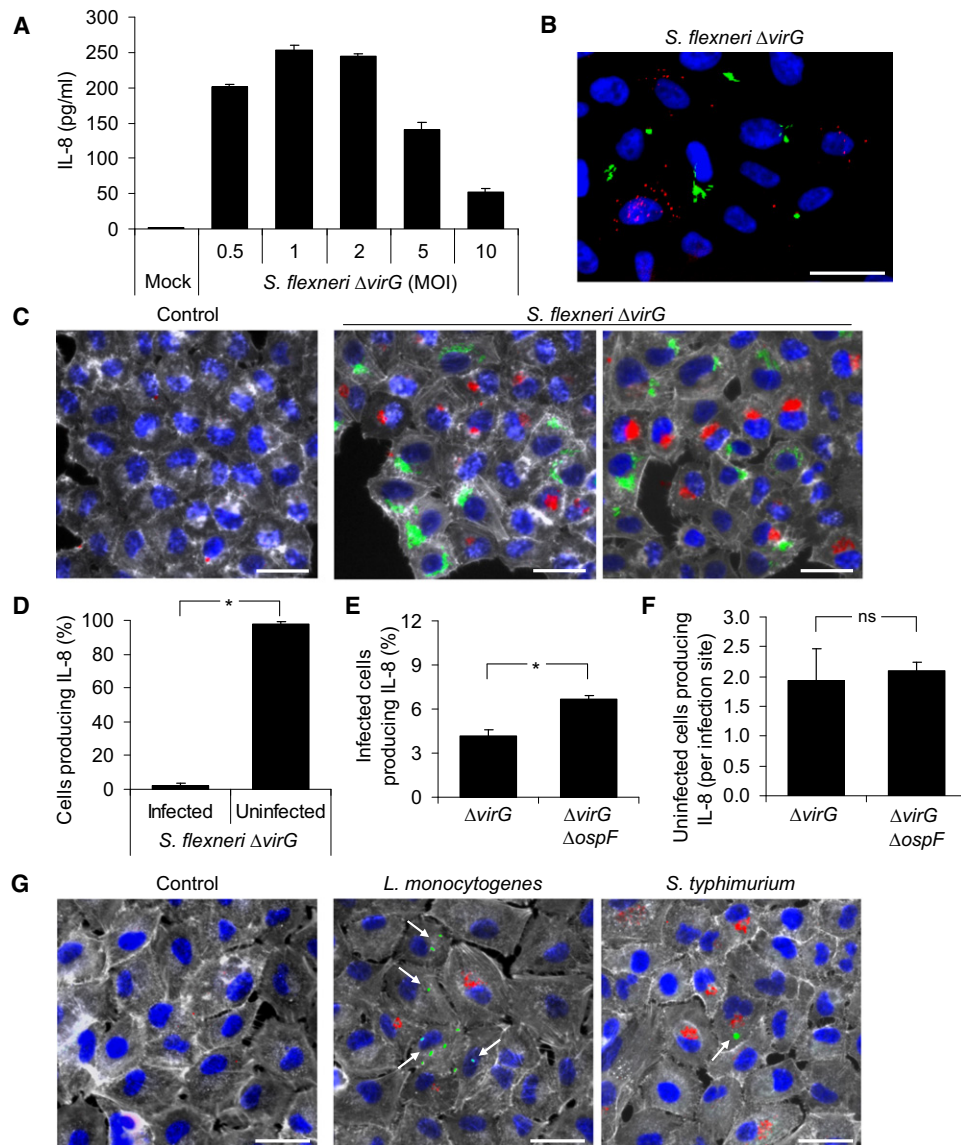 A
IL-8 (pg/ml)
300
250
200
150
100
50
0
Mock
0.5 1 2 5 10
S. flexneri ΔvirG (MOI)
B
S. flexneri ΔvirG
C
Control
S. flexneri ΔvirG
D
Cells producing IL-8 (%)
100
80
60
40
20
0
*
Infected Uninfected
S. flexneri ΔvirG
E
Infected cells
producing IL-8 (%)
12
9
6
3
0
*
ΔvirG
ΔvirG
ΔospF
F
Uninfected cells producing
IL-8 (per infection site)
3.0
2.5
2.0
1.5
1.0
0.5
0.0
ns
ΔvirG
ΔvirG
ΔospF
G
Control
L. monocytogenes
S. typhimurium